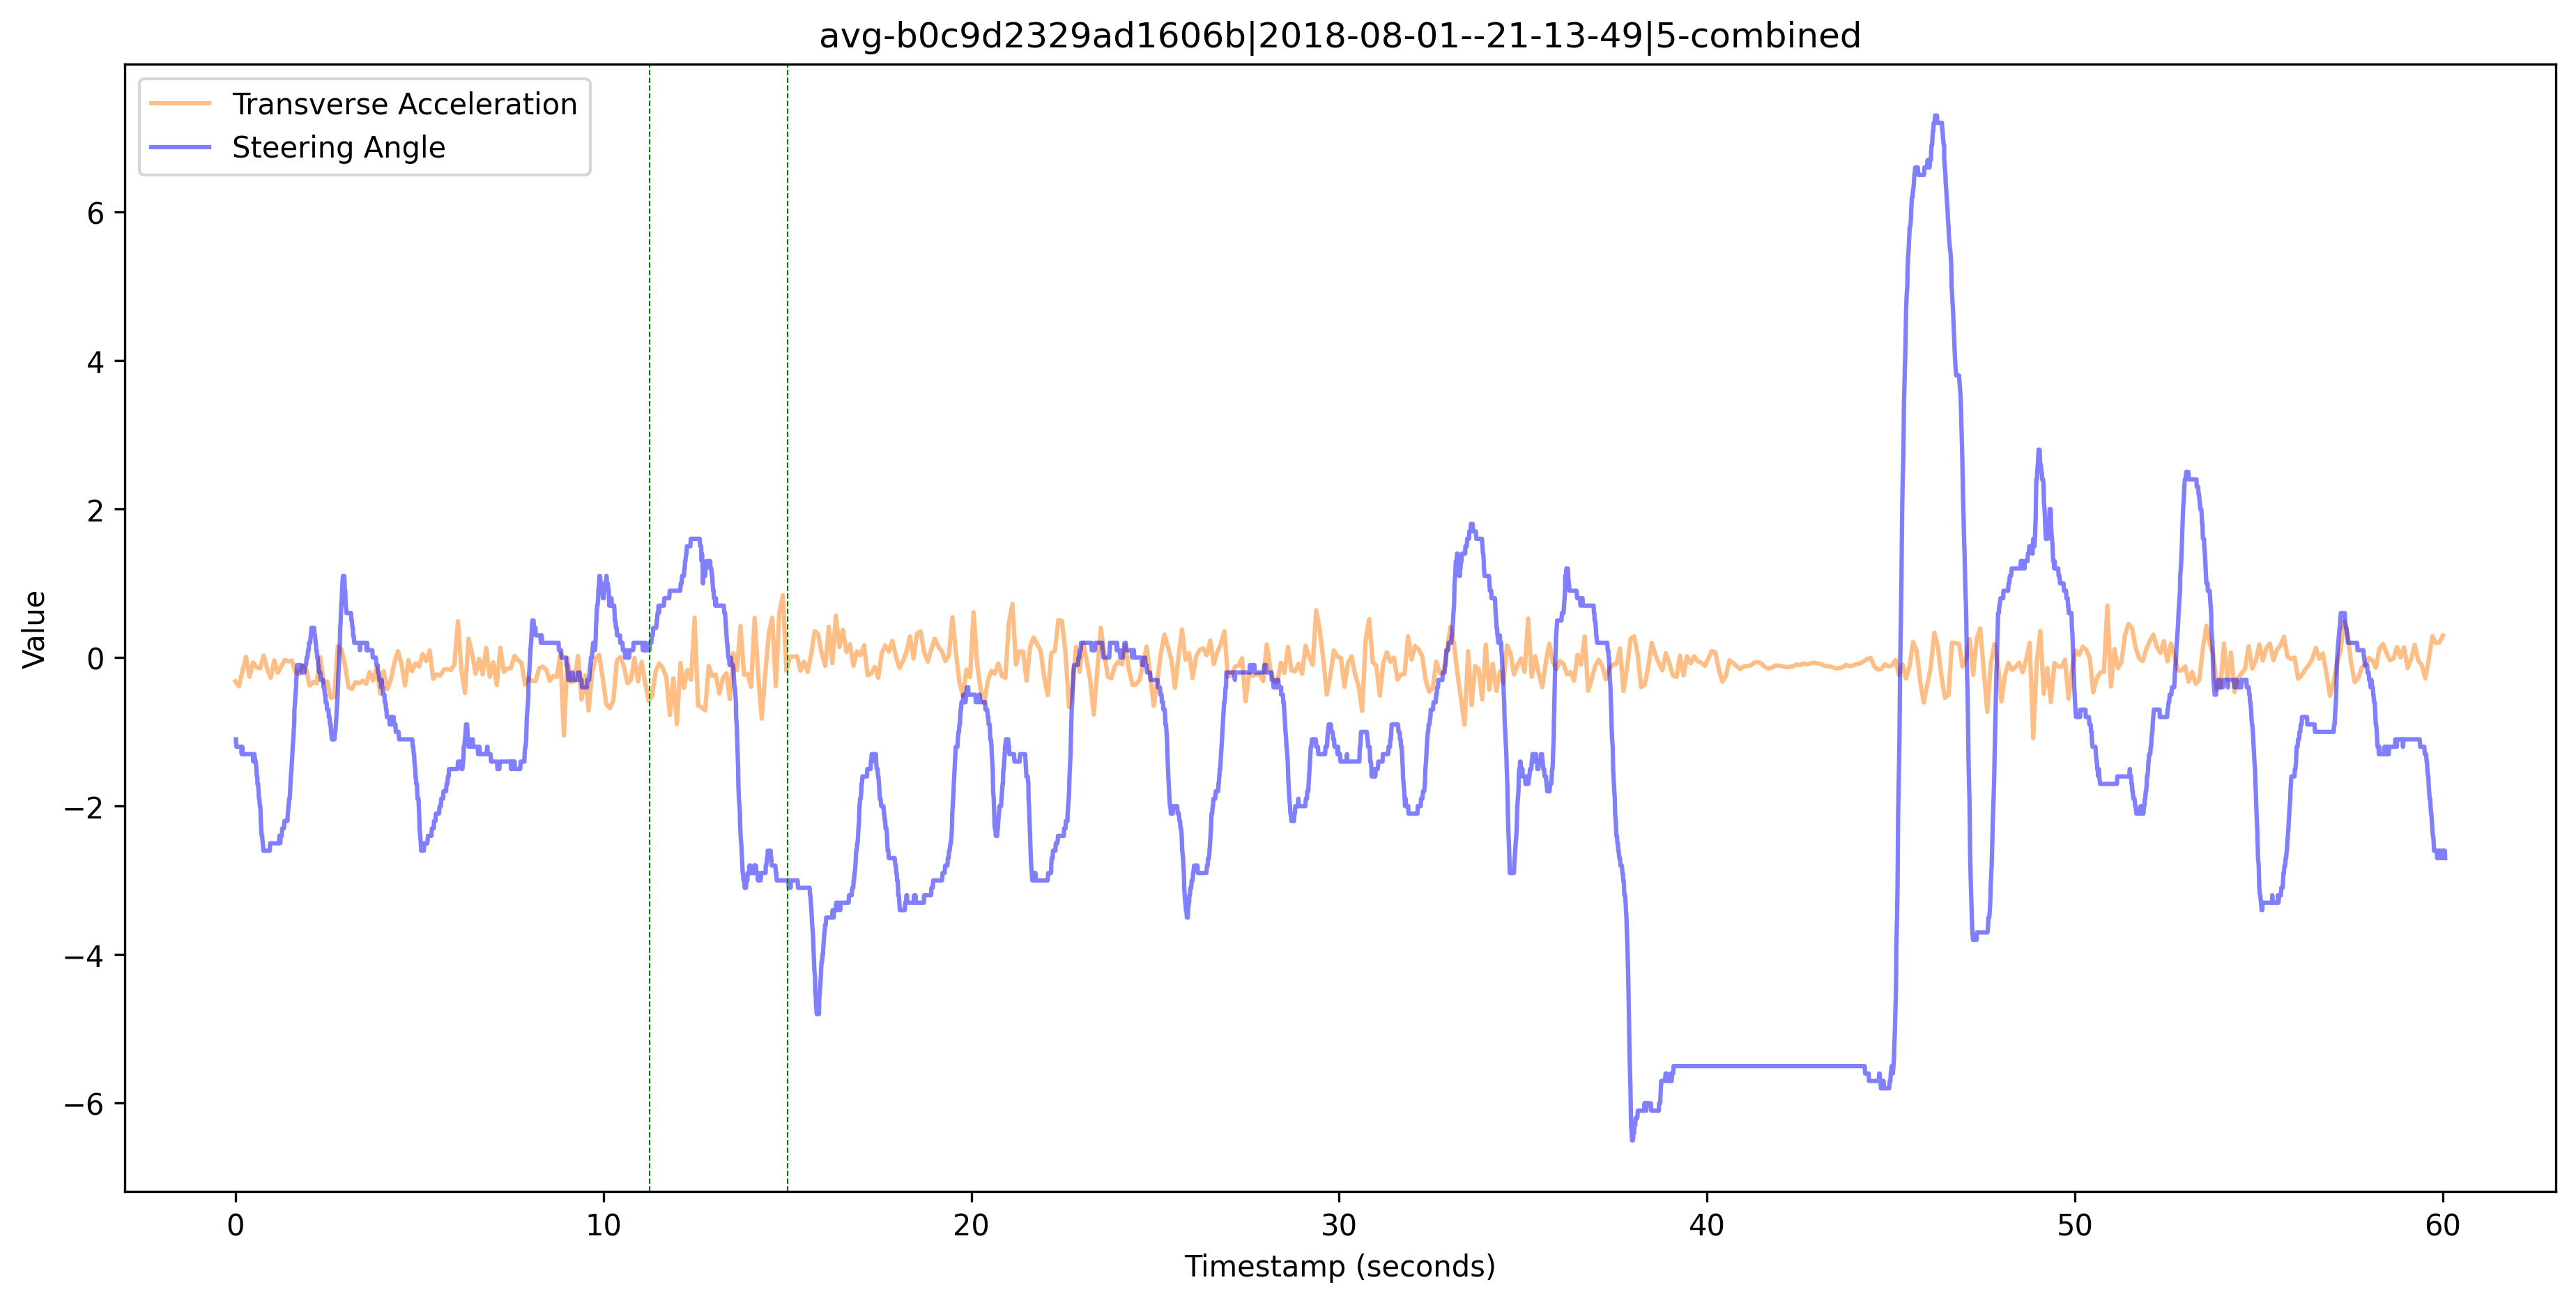 avg-b0c9d2329ad1606b|2018-08-01--21-13-49|5-combined
Transverse Acceleration
Steering Angle
Value
6
4
2
0
−2
−4
−6
0 10 20 30 40 50 60
Timestamp (seconds)